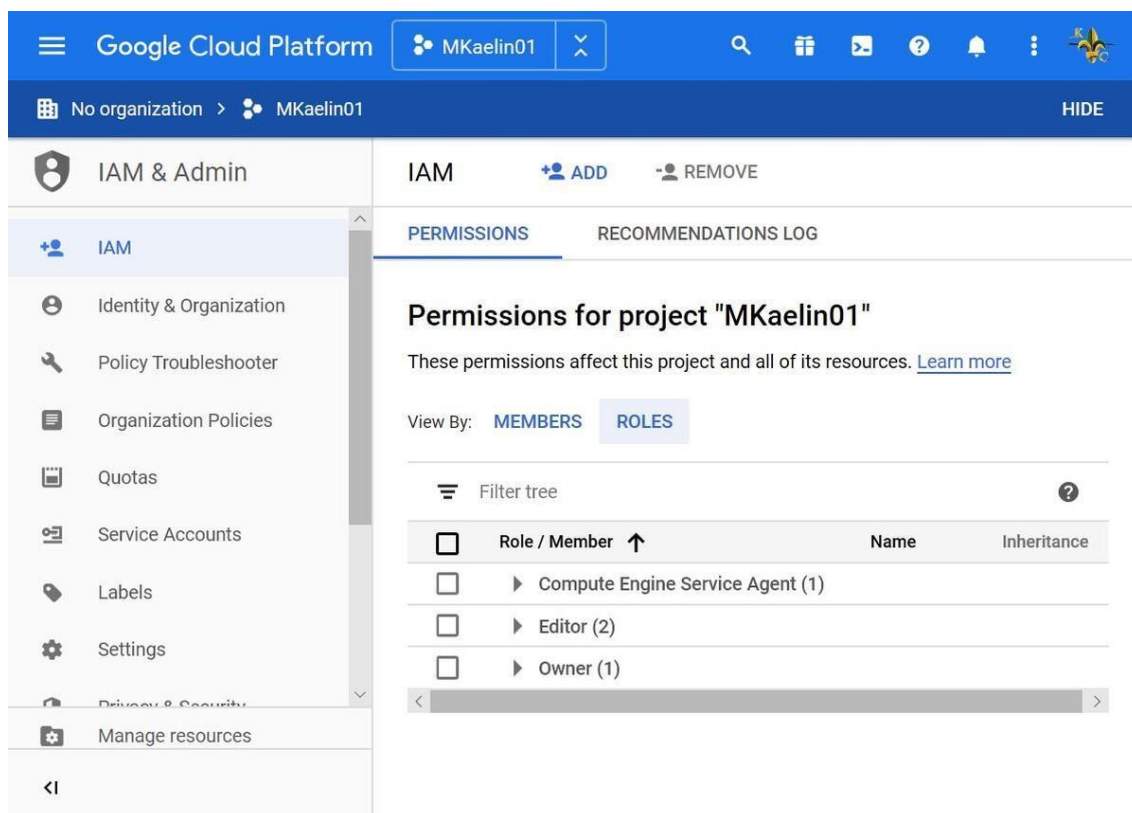 Google Cloud Platform MKaelin01
No organization > MKaelin01 HIDE
IAM & Admin
IAM
Identity & Organization
Policy Troubleshooter
Organization Policies
Quotas
Service Accounts
Labels
Settings
Privacy & Security
Manage resources
IAM ADD REMOVE
PERMISSIONS RECOMMENDATIONS LOG
Permissions for project "MKaelin01"
These permissions affect this project and all of its resources. Learn more
View By: MEMBERS ROLES
Filter tree
Role / Member Name Inheritance
Compute Engine Service Agent (1)
Editor (2)
Owner (1)